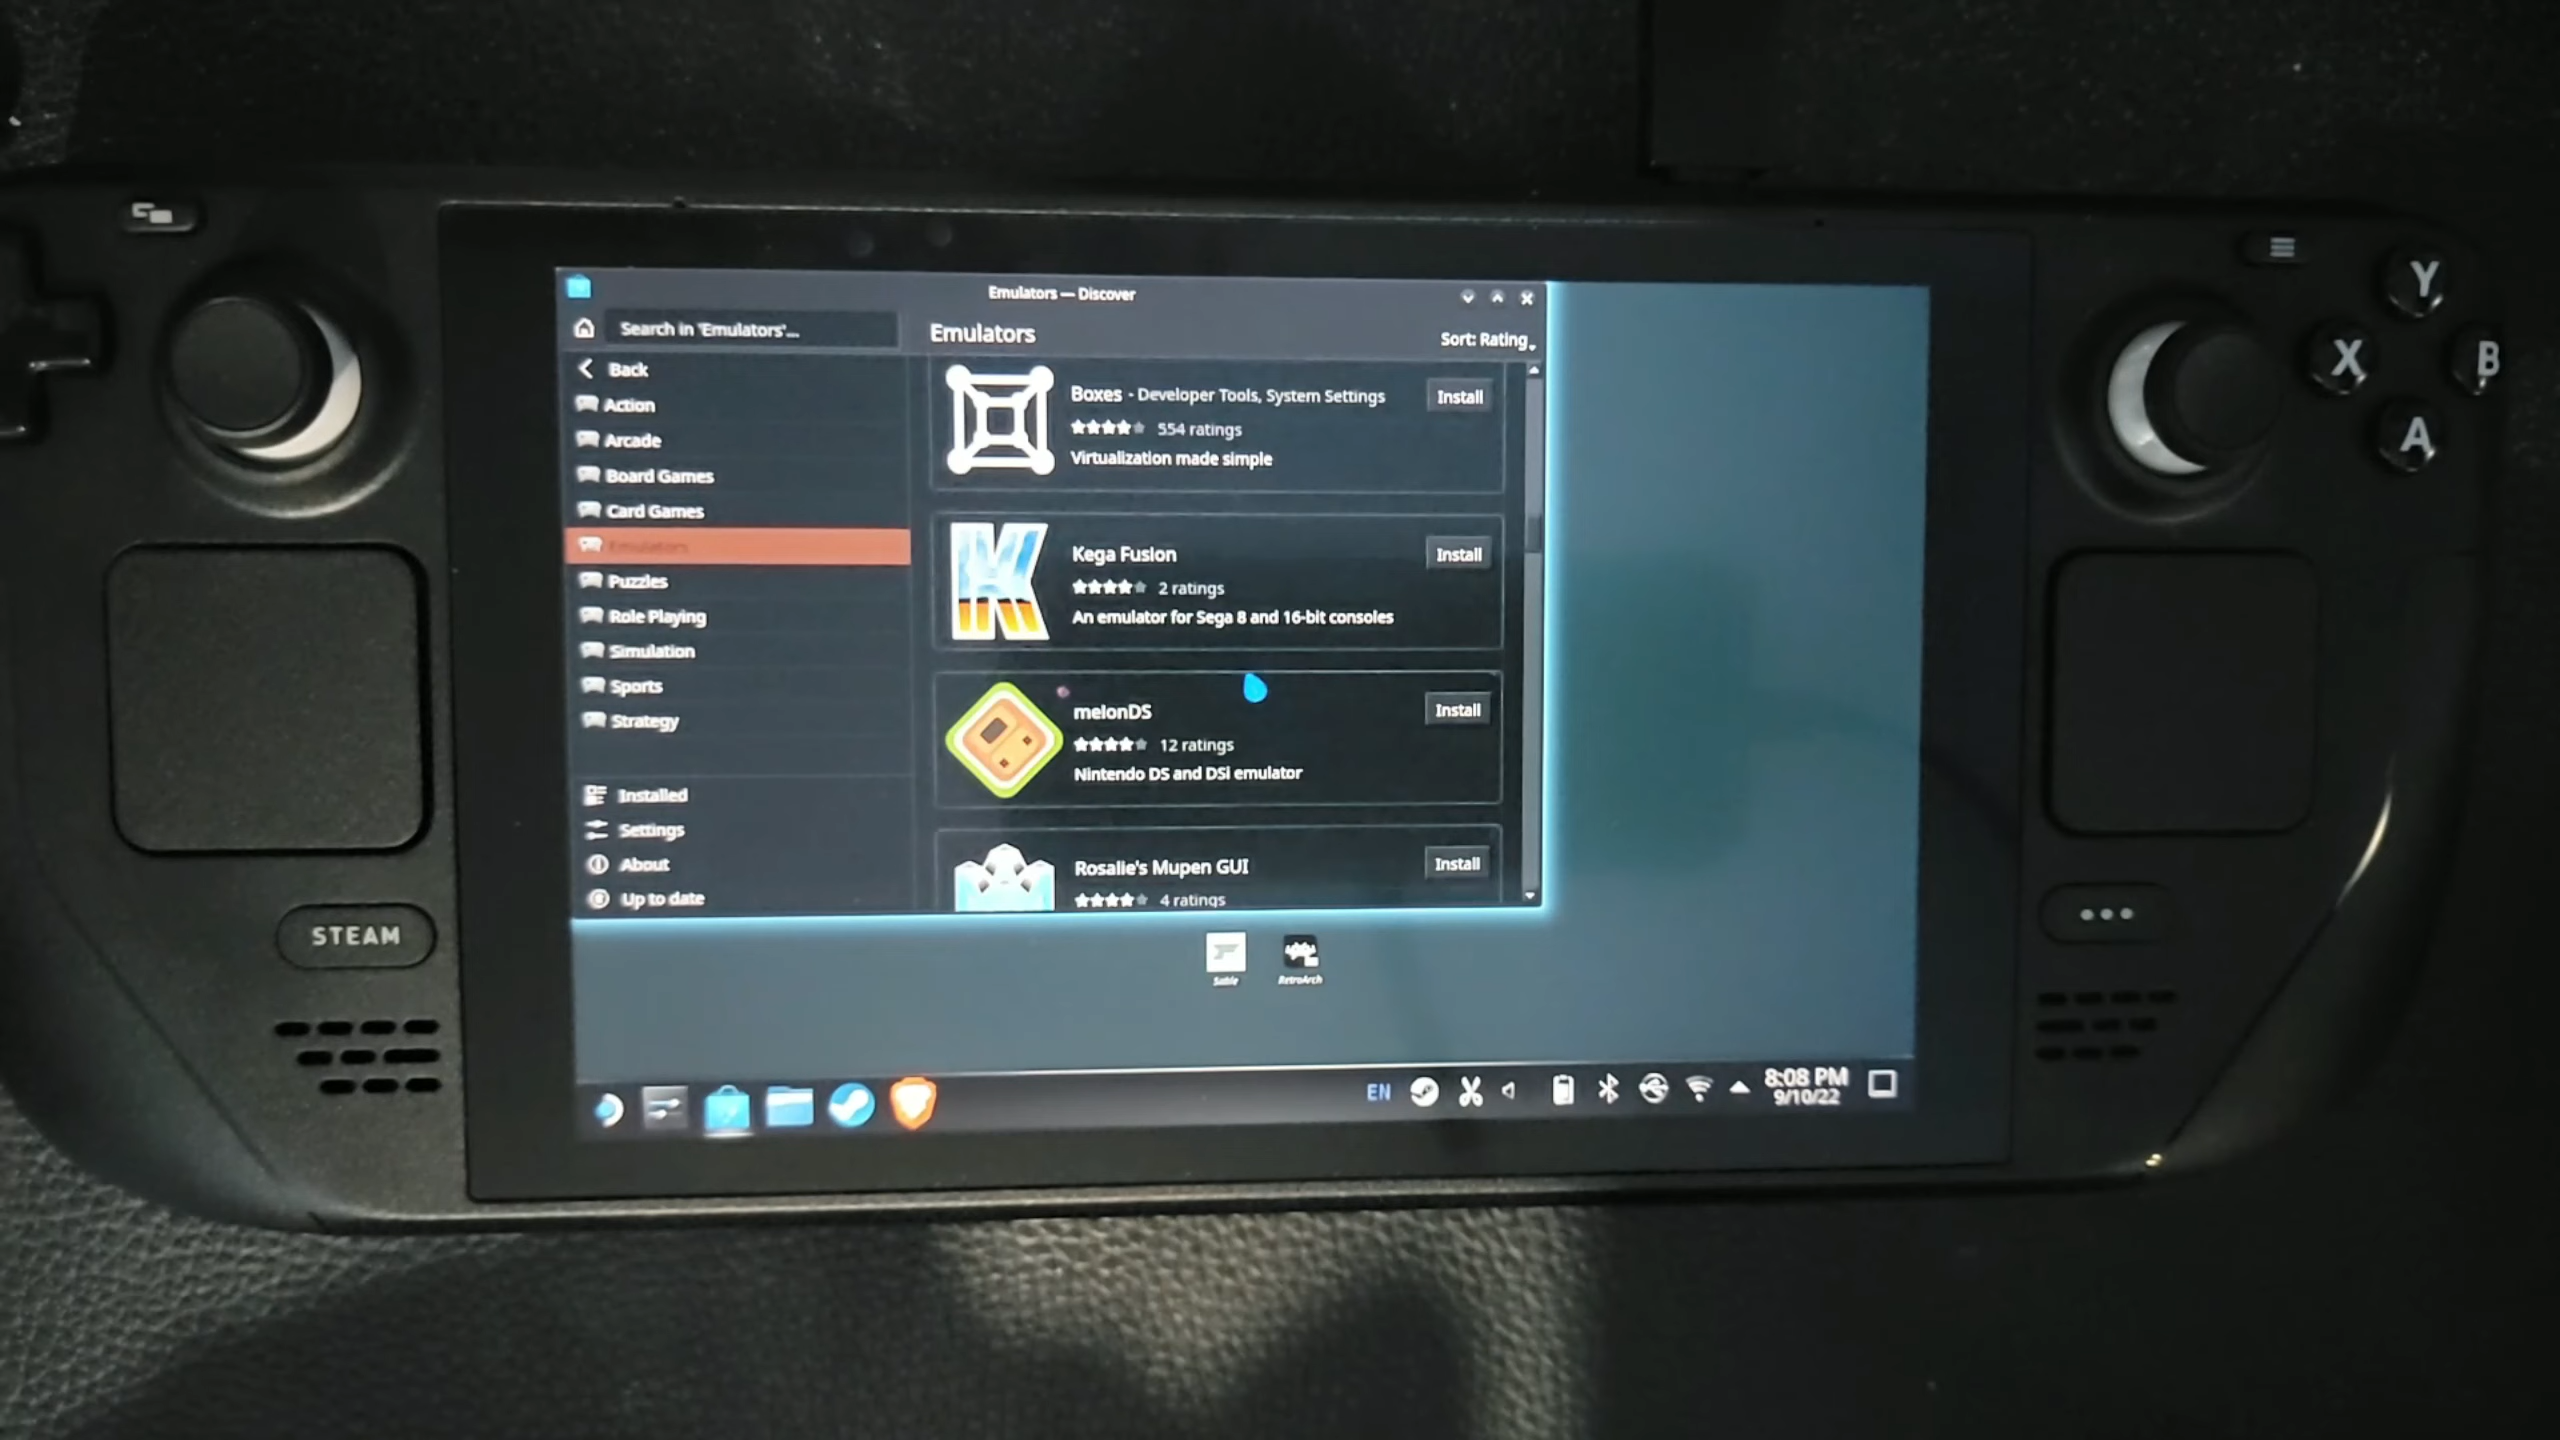 Emulators — Discover
Search in 'Emulators'...
Emulators
Sort: Rating
Back
Action
Arcade
Board Games
Card Games
Emulators
Puzzles
Role Playing
Simulation
Sports
Strategy
Installed
Settings
About
Up to date
Boxes - Developer Tools, System Settings
Install
554 ratings
Virtualization made simple
Kega Fusion
Install
2 ratings
An emulator for Sega 8 and 16-bit consoles
melonDS
Install
12 ratings
Nintendo DS and DSi emulator
Rosalie's Mupen GUI
Install
4 ratings
Sable
RetroArch
EN
8:08 PM
9/10/22
STEAM
Y
X
B
A